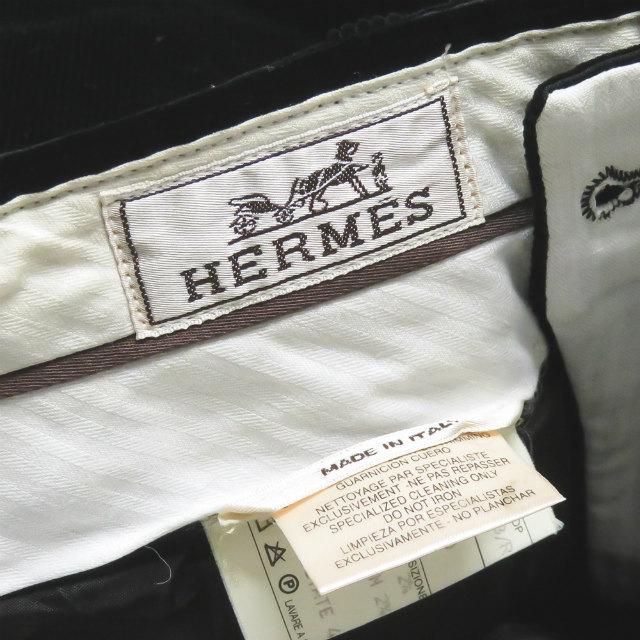 HERMES
MADE IN ITALY
GUARNICION CUERO
NETTOYAGE PAR SPECIALISTE
EXCLUSIVEMENT. NE PAS REPASSER
SPECIALIZED CLEANING ONLY
DO NOT IRON
LIMPIEZA POR ESPECIALISTAS
EXCLUSIVAMENTE. NO PLANCHAR
LAVARE A